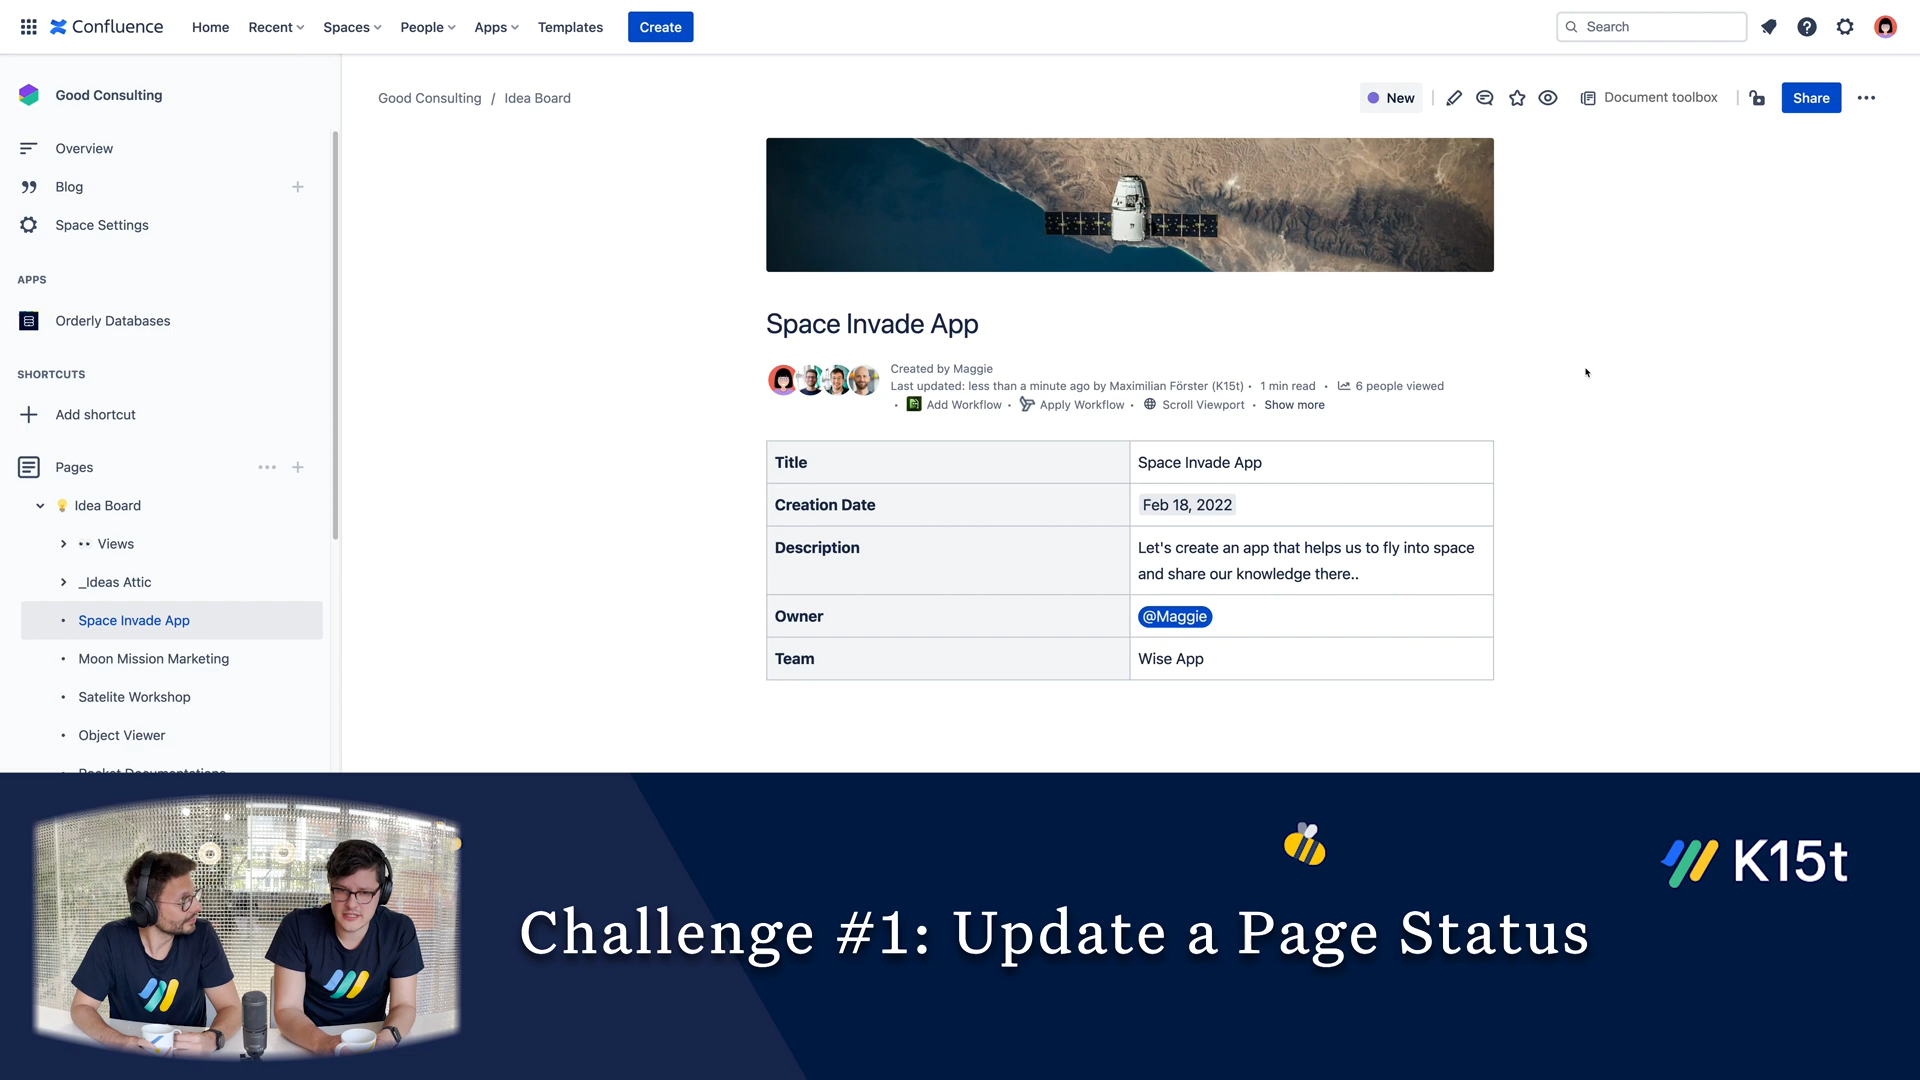 Confluence
Home
Recent
Spaces
People
Apps
Templates
Create
Search
Good Consulting
Overview
Blog
Space Settings
APPS
Orderly Databases
SHORTCUTS
Add shortcut
Pages
Idea Board
Views
_Ideas Attic
Space Invade App
Moon Mission Marketing
Satelite Workshop
Object Viewer
Good Consulting / Idea Board
New
Document toolbox
Share
Space Invade App
Created by Maggie
Last updated: less than a minute ago by Maximilian Förster (K15t) • 1 min read • 6 people viewed
• Add Workflow • Apply Workflow • Scroll Viewport • Show more
Title
Space Invade App
Creation Date
Feb 18, 2022
Description
Let's create an app that helps us to fly into space
and share our knowledge there..
Owner
@Maggie
Team
Wise App
K15t
Challenge #1: Update a Page Status